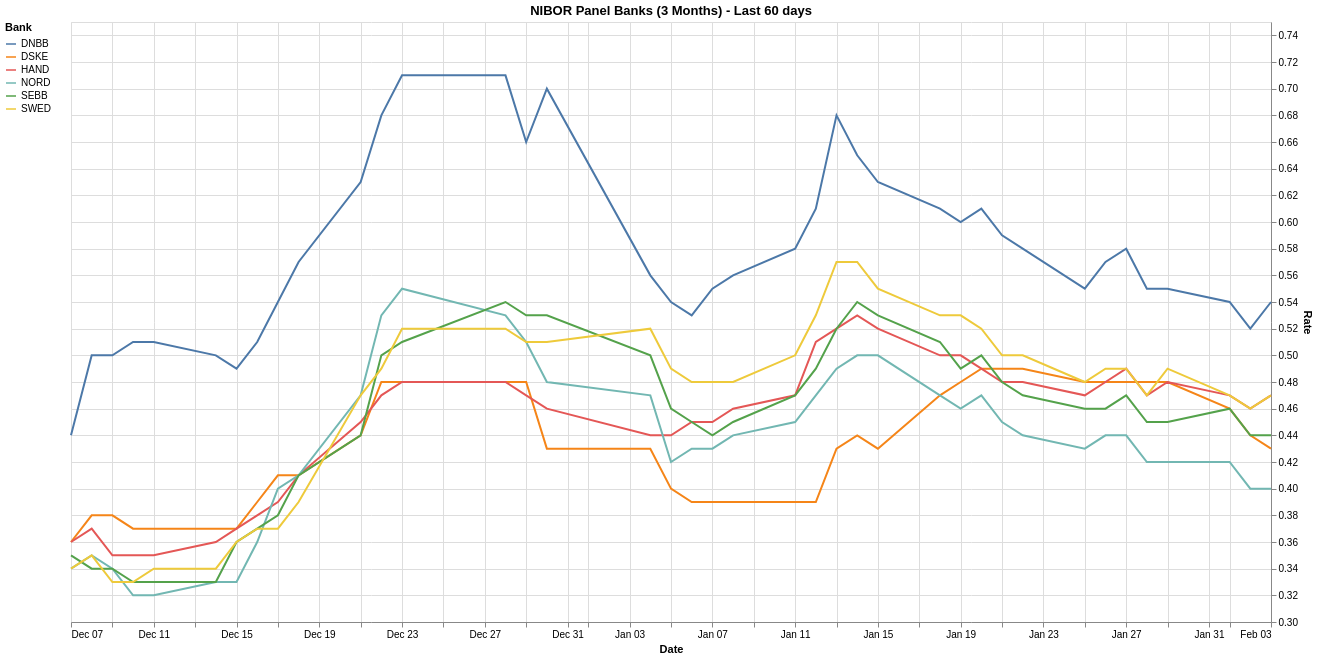 NIBOR Panel Banks (3 Months) - Last 60 days
Bank
DNBB
DSKE
HAND
NORD
SEBB
SWED
0.74
0.72
0.70
0.68
0.66
0.64
0.62
0.60
0.58
0.56
0.54
0.52
0.50
0.48
0.46
0.44
0.42
0.40
0.38
0.36
0.34
0.32
0.30
Rate
Dec 07 Dec 11 Dec 15 Dec 19 Dec 23 Dec 27 Dec 31 Jan 03 Jan 07 Jan 11 Jan 15 Jan 19 Jan 23 Jan 27 Jan 31 Feb 03
Date